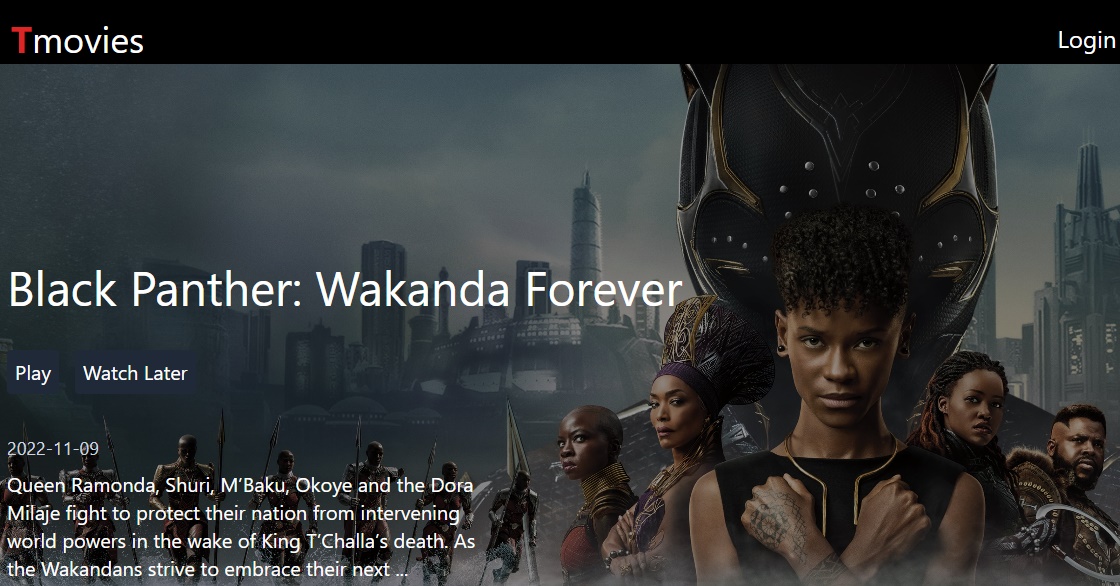 Tmovies
Login
Black Panther: Wakanda Forever
Play
Watch Later
2022-11-09
Queen Ramonda, Shuri, M’Baku, Okoye and the Dora
Milaje fight to protect their nation from intervening
world powers in the wake of King T’Challa’s death. As
the Wakandans strive to embrace their next ...